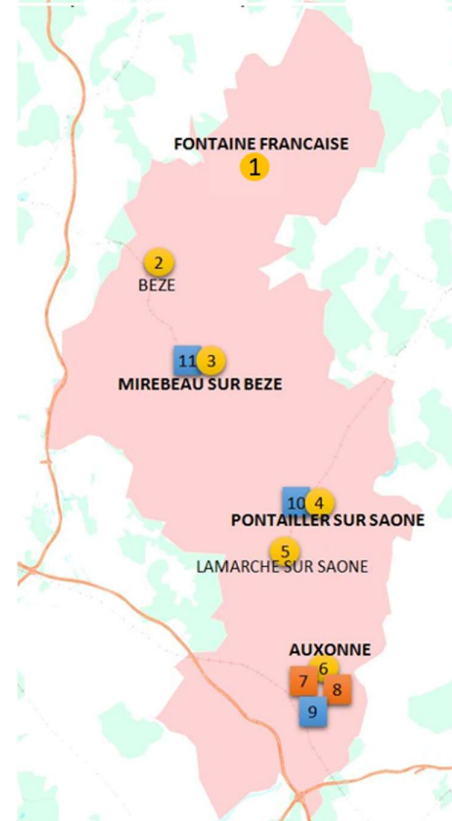 FONTAINE FRANCAISE
1
2
BEZE
11 3
MIREBEAU SUR BEZE
10 4
PONTAILLER SUR SAONE
5
LAMARCHE SUR SAONE
AUXONNE
6
7 8
9